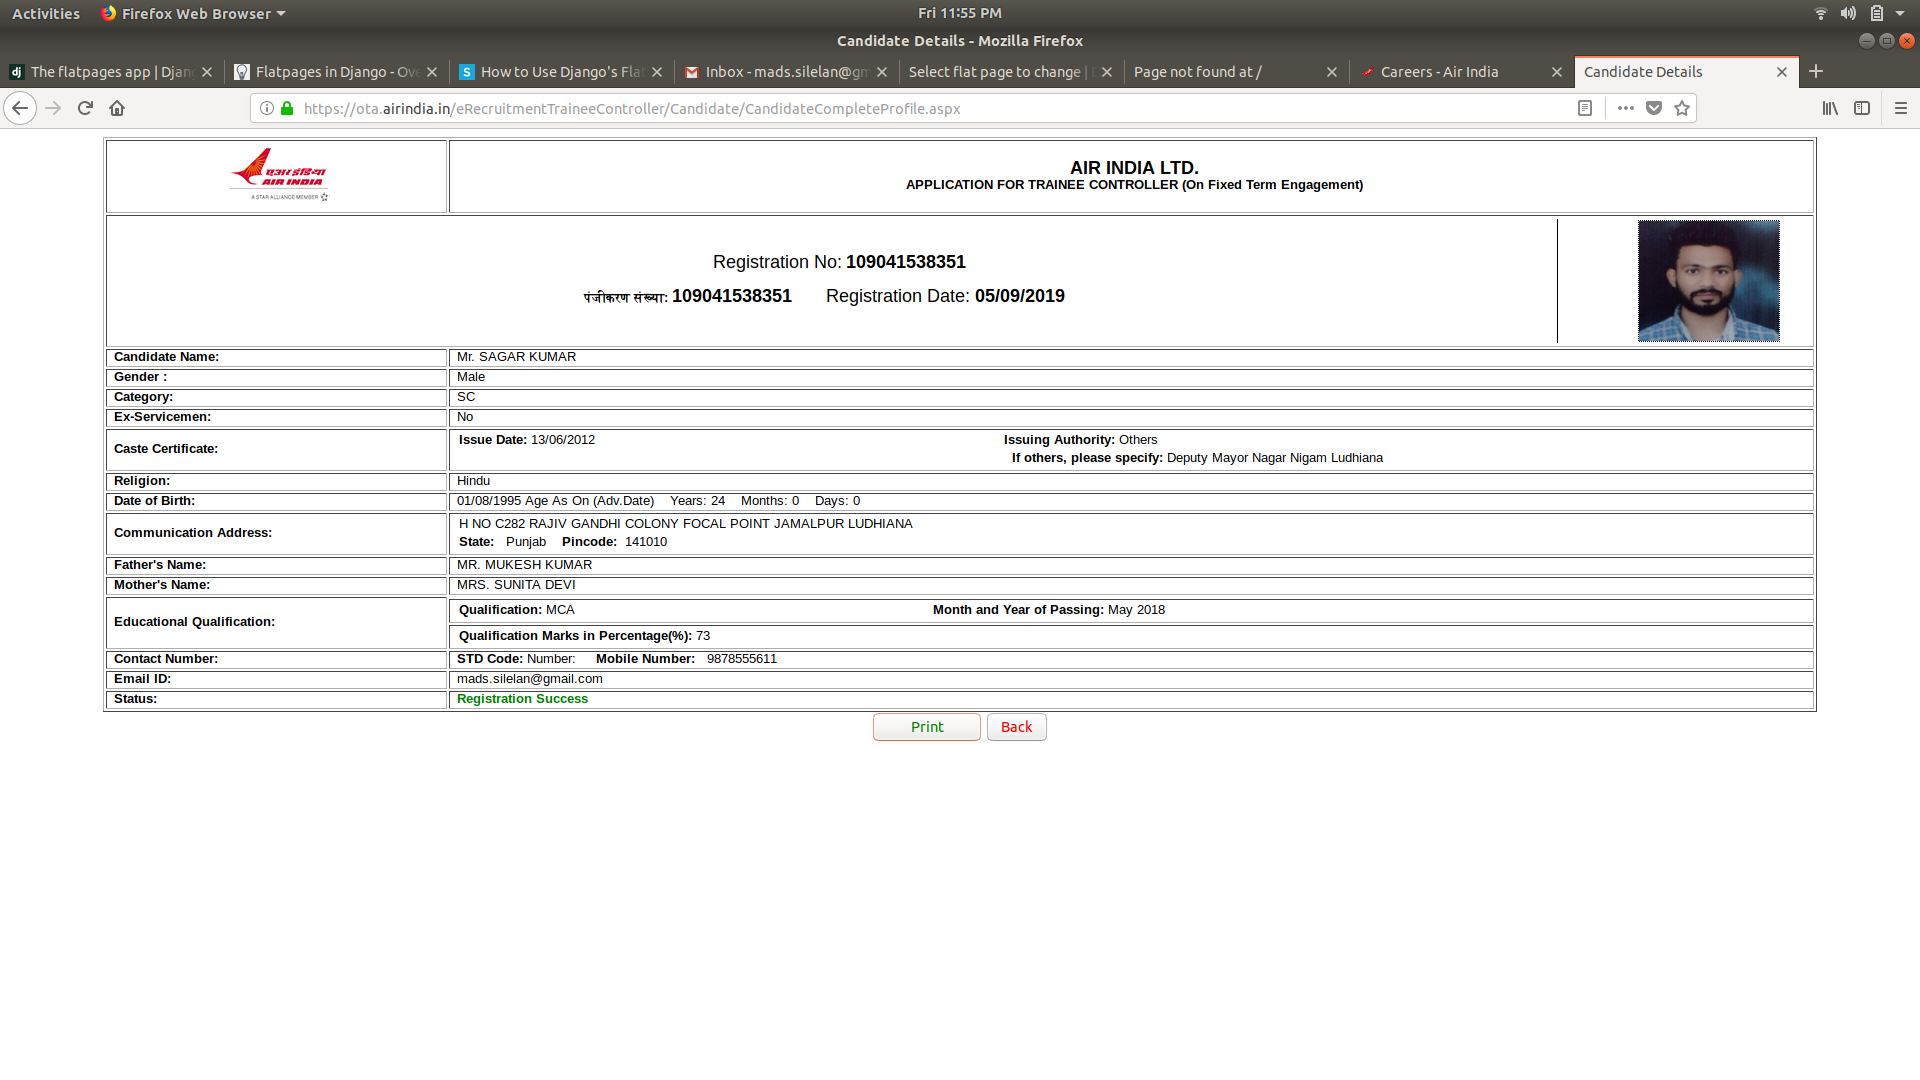 Activities Firefox Web Browser Fri 11:55 PM
Candidate Details - Mozilla Firefox
The flatpages app | Djan Flatpages in Django - Ove How to Use Django's Fla Inbox - mads.silelan@gm Select flat page to change | Page not found at / Careers - Air India Candidate Details
https://ota.airindia.in/eRecruitmentTraineeController/Candidate/CandidateCompleteProfile.aspx
एअर इंडिया
AIR INDIA
A STAR ALLIANCE MEMBER
AIR INDIA LTD.
APPLICATION FOR TRAINEE CONTROLLER (On Fixed Term Engagement)
Registration No: 109041538351
पंजीकरण संख्या: 109041538351 Registration Date: 05/09/2019
Candidate Name: Mr. SAGAR KUMAR
Gender : Male
Category: SC
Ex-Servicemen: No
Caste Certificate: Issue Date: 13/06/2012 Issuing Authority: Others
If others, please specify: Deputy Mayor Nagar Nigam Ludhiana
Religion: Hindu
Date of Birth: 01/08/1995 Age As On (Adv.Date) Years: 24 Months: 0 Days: 0
Communication Address: H NO C282 RAJIV GANDHI COLONY FOCAL POINT JAMALPUR LUDHIANA
State: Punjab Pincode: 141010
Father's Name: MR. MUKESH KUMAR
Mother's Name: MRS. SUNITA DEVI
Educational Qualification: Qualification: MCA Month and Year of Passing: May 2018
Qualification Marks in Percentage(%): 73
Contact Number: STD Code: Number: Mobile Number: 9878555611
Email ID: mads.silelan@gmail.com
Status: Registration Success
Print Back